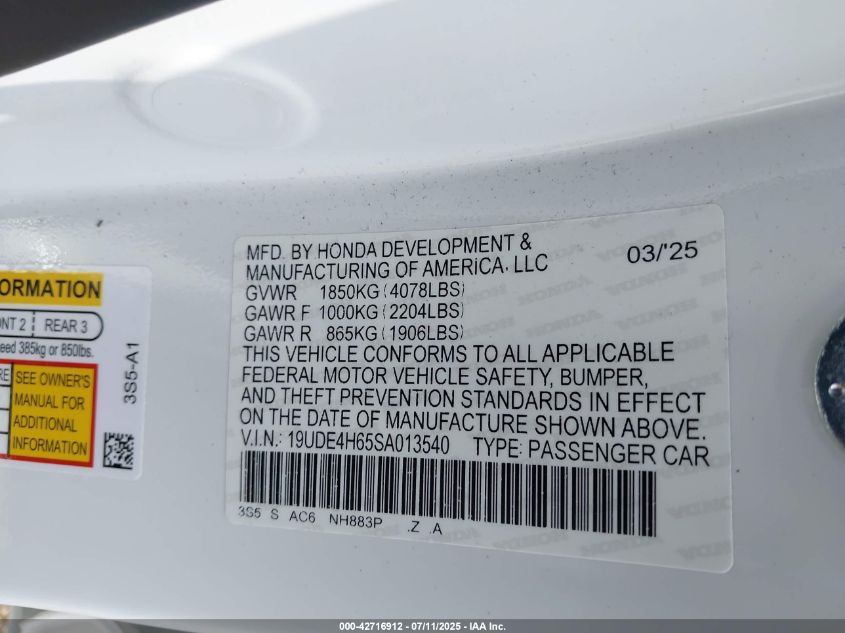 MFD. BY HONDA DEVELOPMENT &
MANUFACTURING OF AMERICA, LLC
03/'25
GVWR 1850KG (4078LBS)
GAWR F 1000KG (2204LBS)
GAWR R 865KG (1906LBS)
THIS VEHICLE CONFORMS TO ALL APPLICABLE
FEDERAL MOTOR VEHICLE SAFETY, BUMPER,
AND THEFT PREVENTION STANDARDS IN EFFECT
ON THE DATE OF MANUFACTURE SHOWN ABOVE.
V.I.N.: 19UDE4H65SA013540 TYPE: PASSENGER CAR
3S5 S AC6 NH883P .Z .A
ORMATION
NT 2 REAR 3
eed 385kg or 850lbs.
RE
SEE OWNER'S
MANUAL FOR
ADDITIONAL
INFORMATION
3S5-A1
HONDA
000-42716912 - 07/11/2025 - IAA Inc.